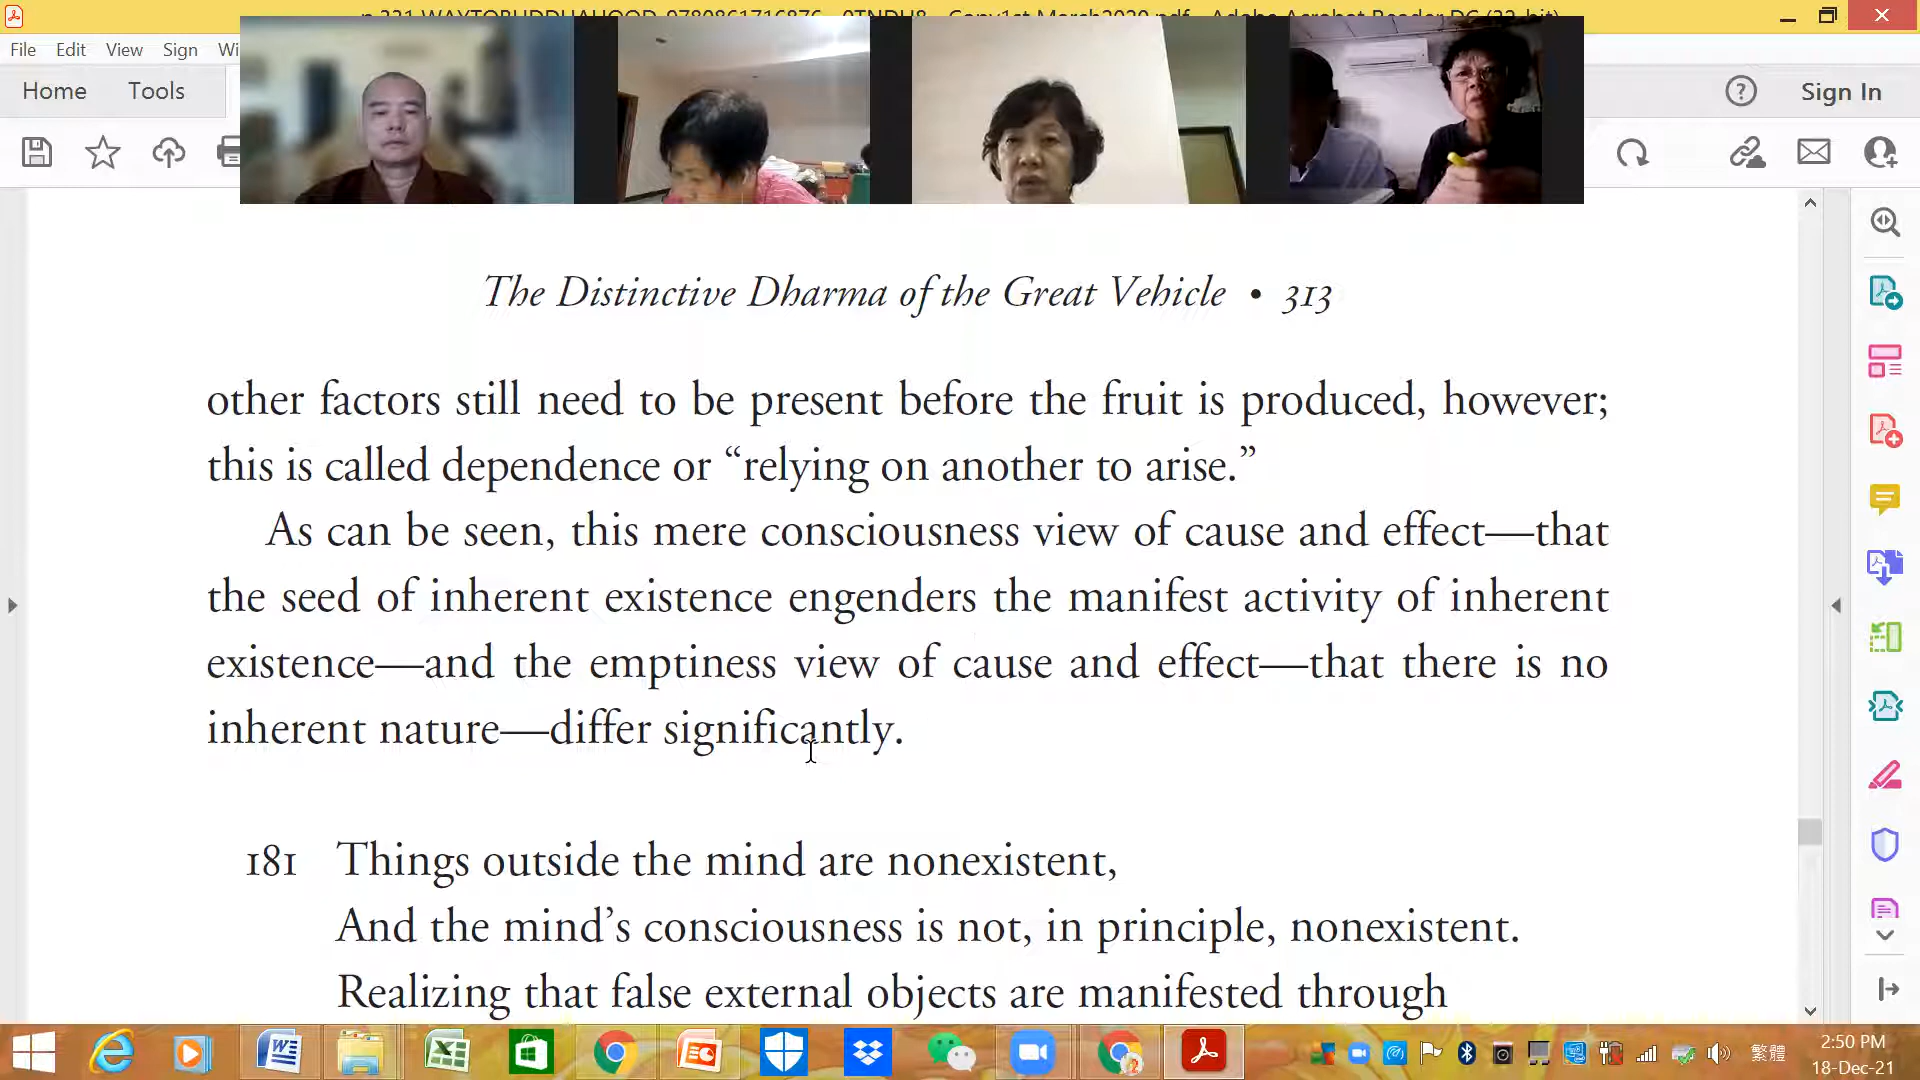 File Edit View Sign Wi
Home Tools
Sign In
The Distinctive Dharma of the Great Vehicle • 313
other factors still need to be present before the fruit is produced, however;
this is called dependence or “relying on another to arise.”
As can be seen, this mere consciousness view of cause and effect—that
the seed of inherent existence engenders the manifest activity of inherent
existence—and the emptiness view of cause and effect—that there is no
inherent nature—differ significantly.
181 Things outside the mind are nonexistent,
And the mind’s consciousness is not, in principle, nonexistent.
Realizing that false external objects are manifested through
繁體
2:50 PM
18-Dec-21